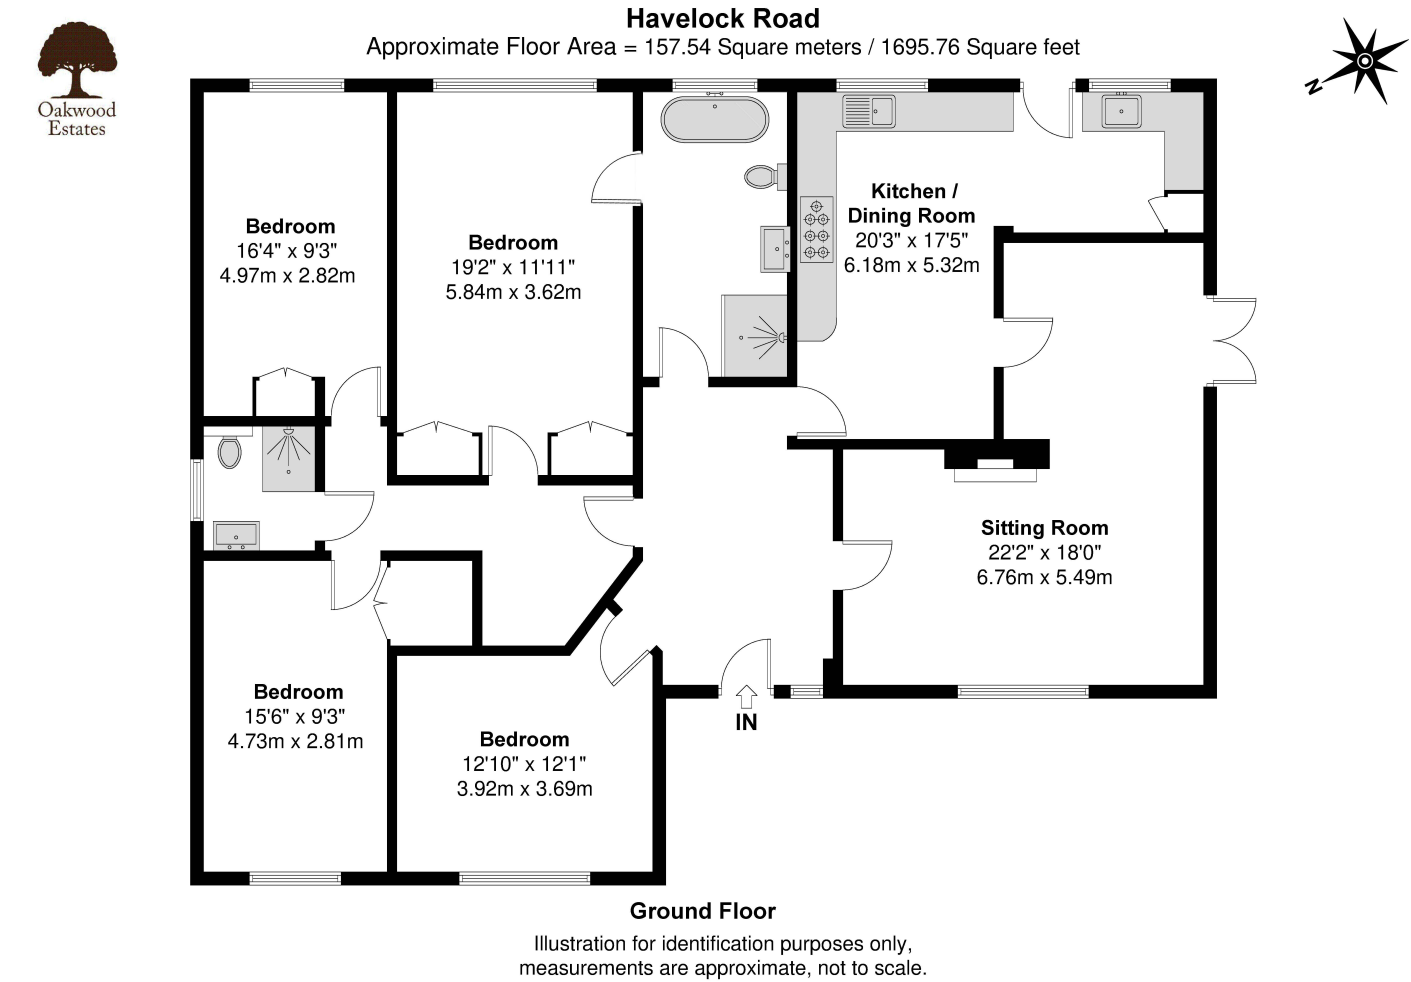 Havelock Road
Approximate Floor Area = 157.54 Square meters / 1695.76 Square feet
Oakwood
Estates
N
Bedroom
16'4" x 9'3"
4.97m x 2.82m
Bedroom
19'2" x 11'11"
5.84m x 3.62m
Kitchen /
Dining Room
20'3" x 17'5"
6.18m x 5.32m
Sitting Room
22'2" x 18'0"
6.76m x 5.49m
Bedroom
15'6" x 9'3"
4.73m x 2.81m
Bedroom
12'10" x 12'1"
3.92m x 3.69m
IN
Ground Floor
Illustration for identification purposes only,
measurements are approximate, not to scale.